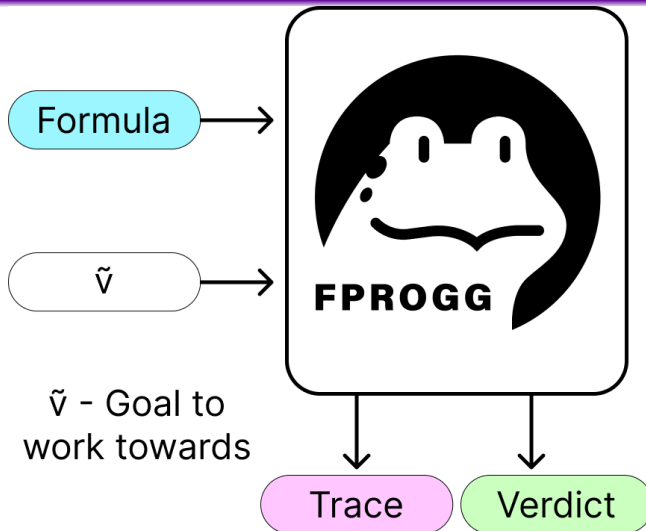 Formula
ṽ
FPROGG
ṽ - Goal to
work towards
Trace
Verdict